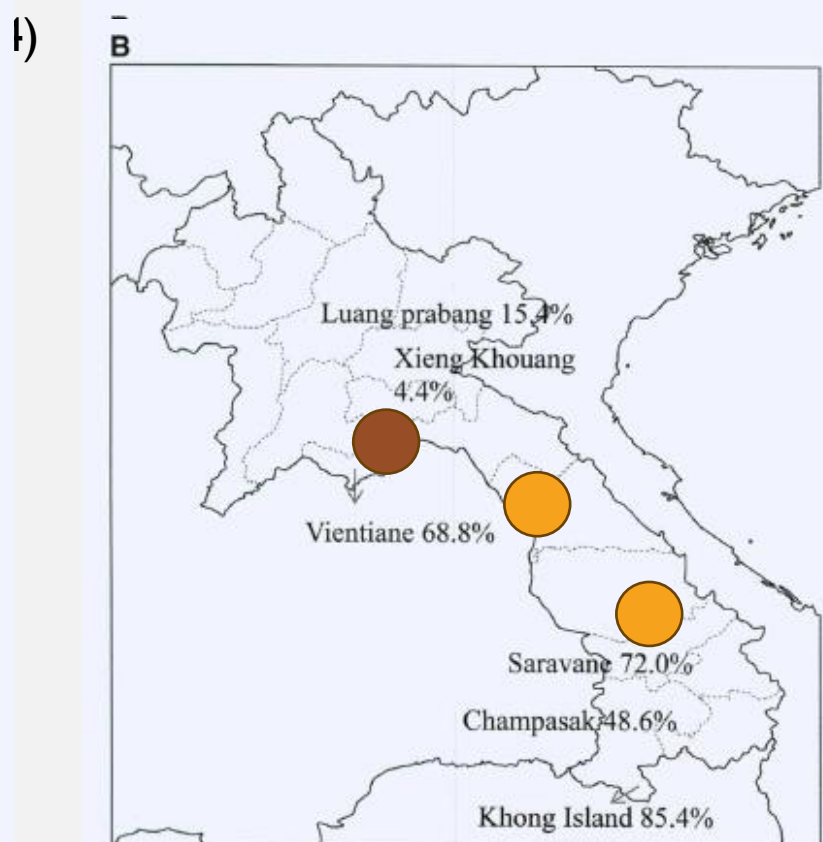 4)
B
Luang prabang 15.4%
Xieng Khouang
4.4%
Vientiane 68.8%
Saravane 72.0%
Champasak 48.6%
Khong Island 85.4%